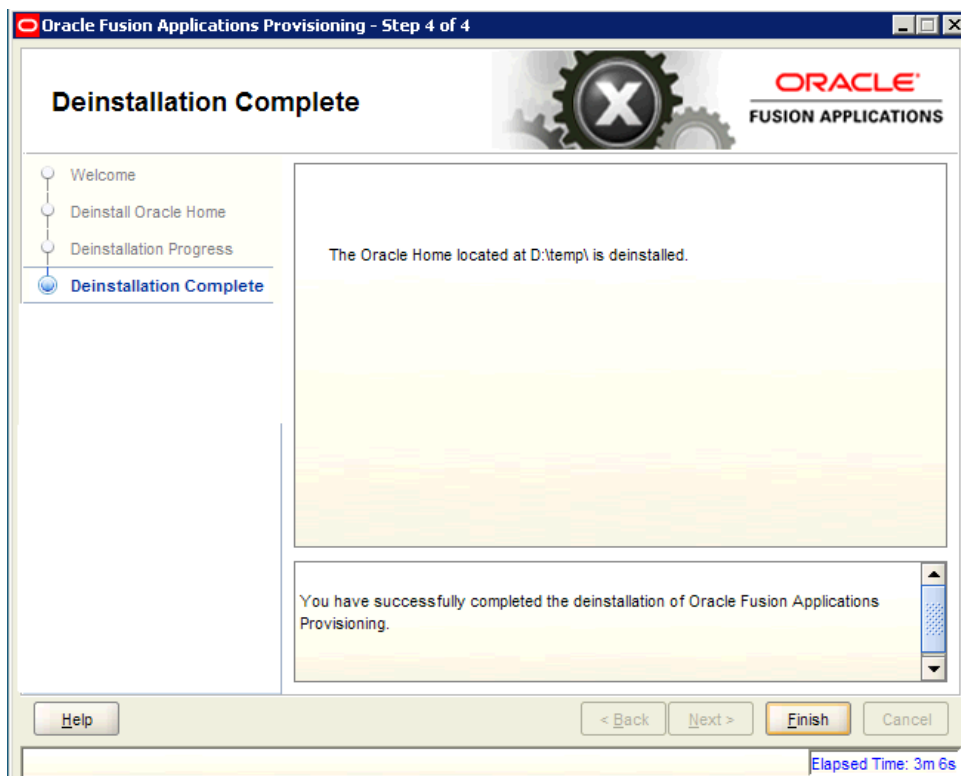 Oracle Fusion Applications Provisioning - Step 4 of 4
Deinstallation Complete
X
ORACLE'
FUSION APPLICATIONS
Welcome
Deinstall Oracle Home
Deinstallation Progress
Deinstallation Complete
The Oracle Home located at D:\temp\ is deinstalled.
You have successfully completed the deinstallation of Oracle Fusion Applications
Provisioning.
Help
< Back
Next >
Finish
Cancel
Elapsed Time: 3m 6s